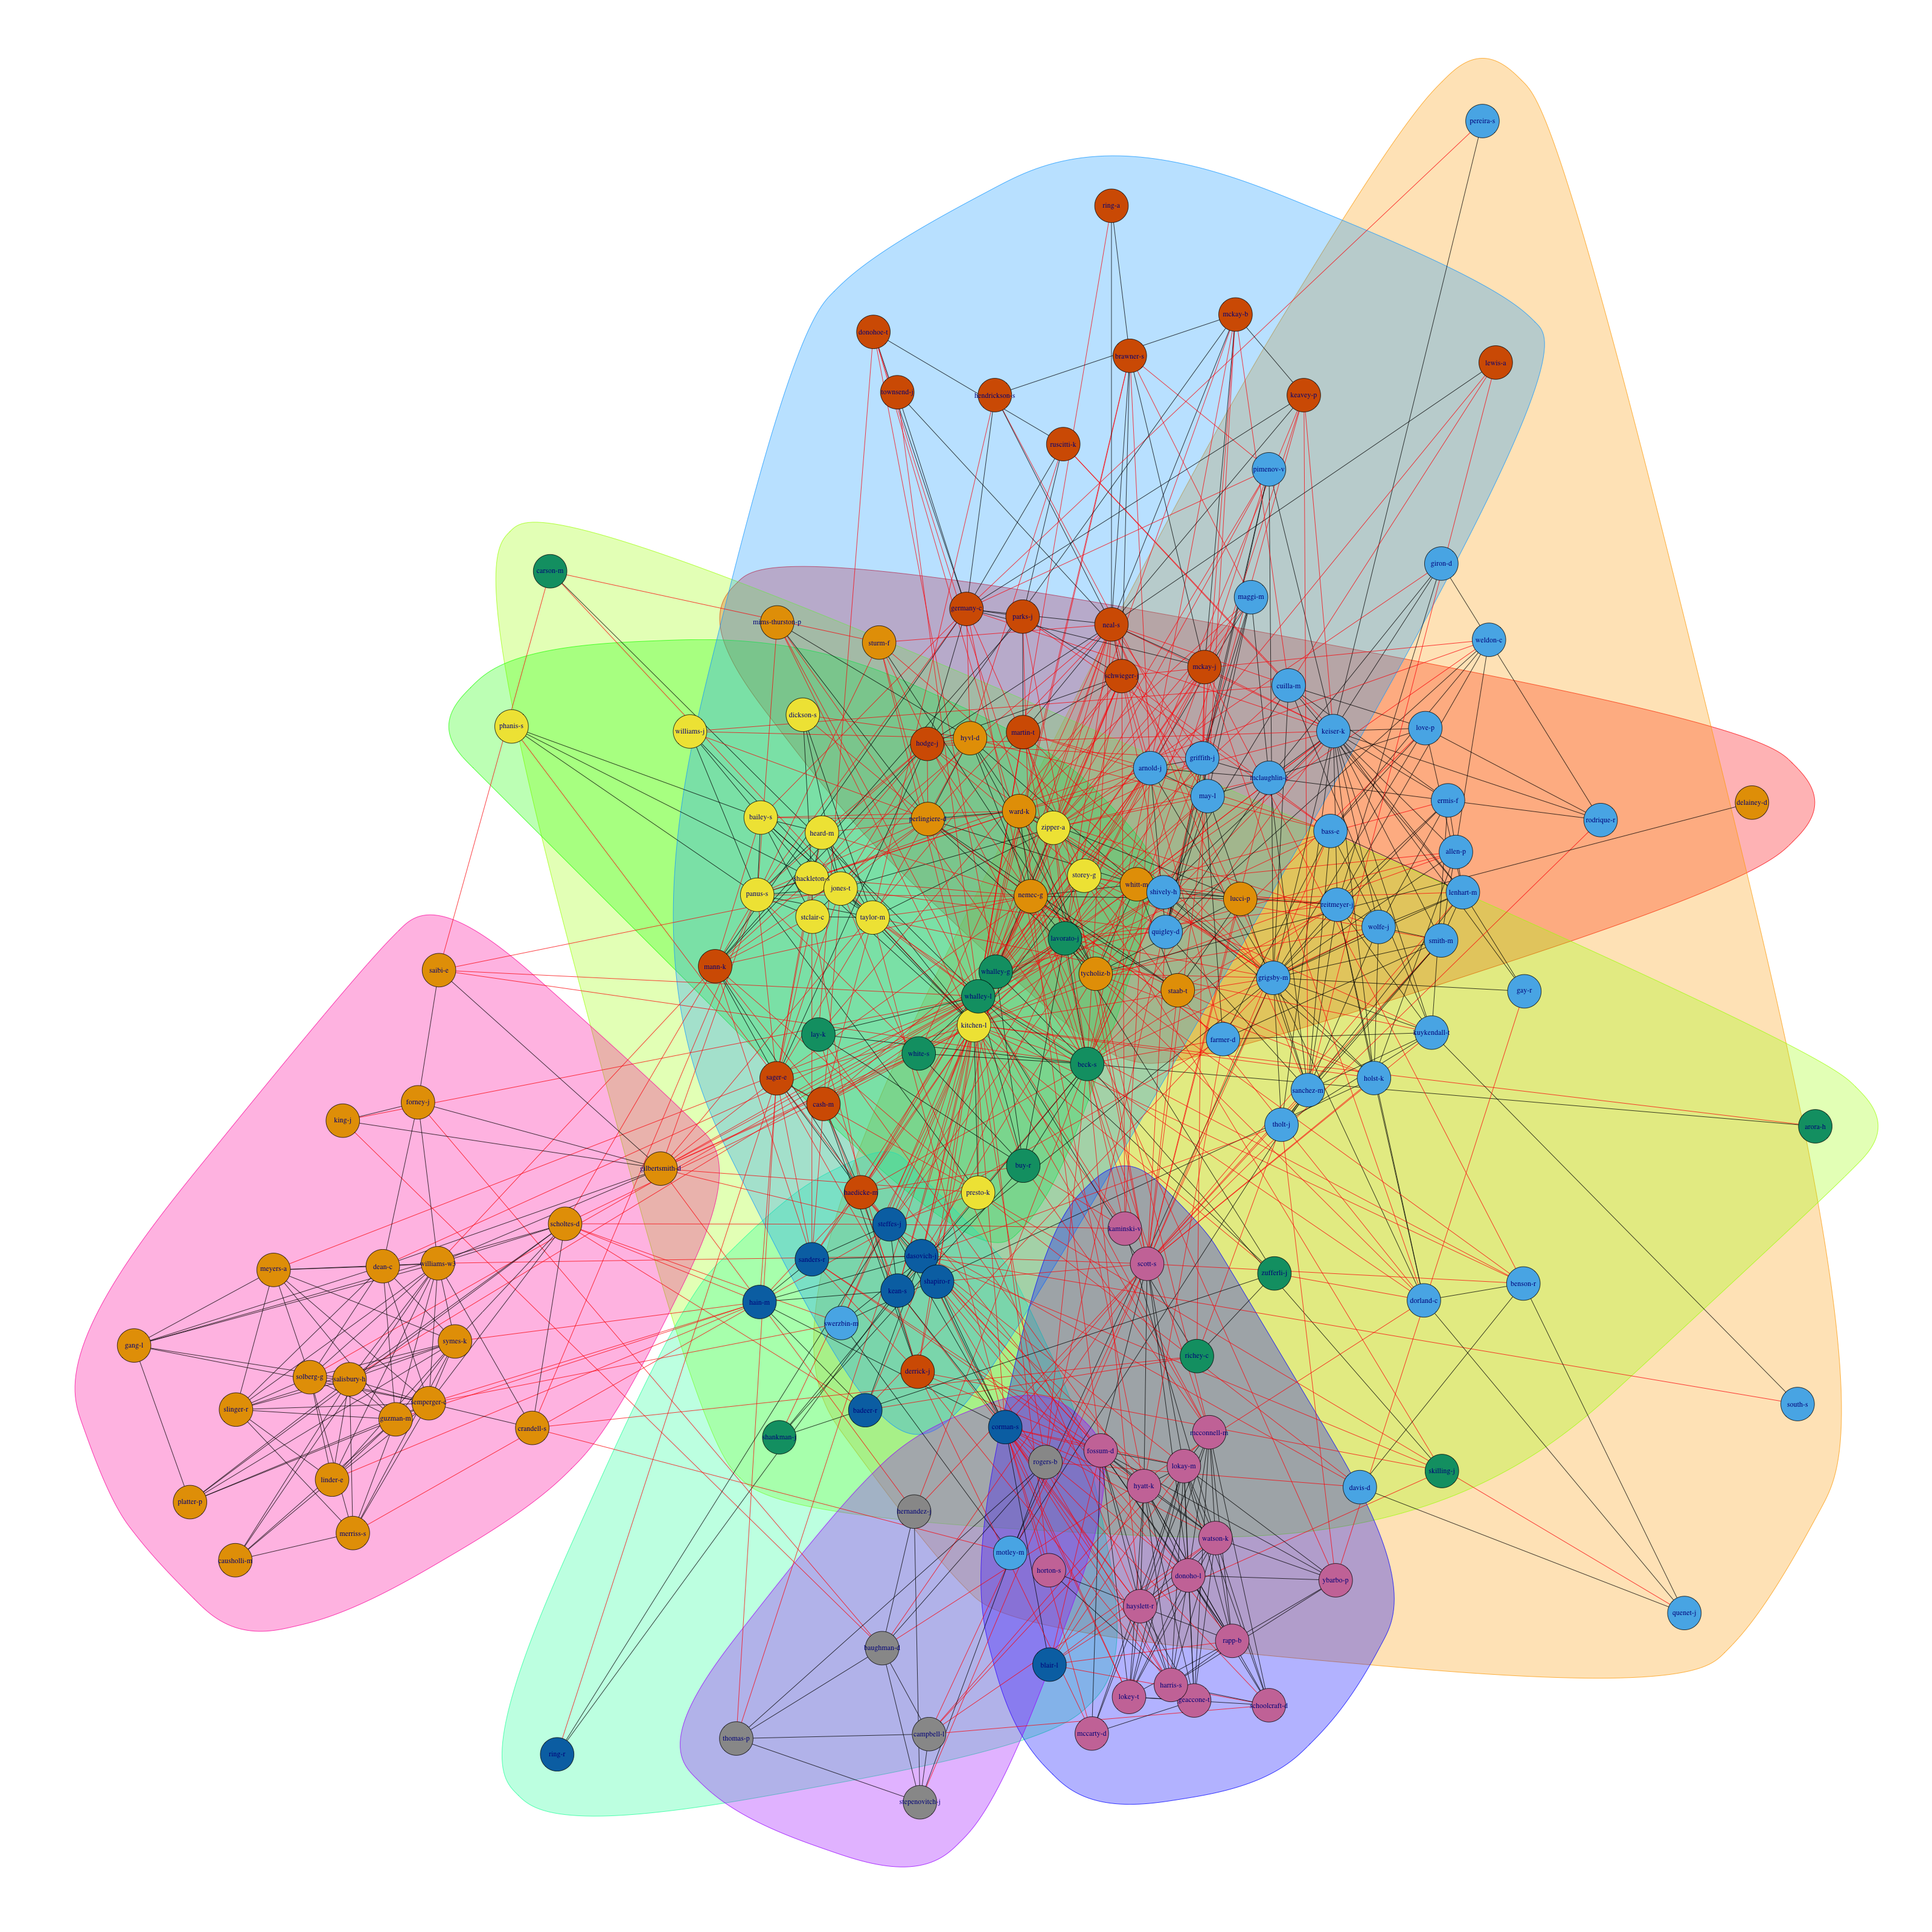 pereira-s
ring-a
mckay-b
donohoe-t
brawner-s
lewis-a
townsend-j
hendrickson-s
keavey-p
ruscitti-k
pimenov-v
giron-d
carson-m
maggi-m
germany-c
parks-j
mims-thurston-p
neal-s
weldon-c
sturm-f
mckay-j
schwieger-j
cuilla-m
dickson-s
phanis-s
love-p
williams-j
keiser-k
martin-t
hyvl-d
hodge-j
griffith-j
arnold-j
mclaughlin-j
may-l
ermis-f
delainey-d
ward-k
bailey-s
perlingiere-d
rodrique-r
zipper-a
bass-e
heard-m
allen-p
storey-g
shackleton-s
whitt-m
jones-t
shively-h
lenhart-m
panus-s
nemec-g
lucci-p
reitmeyer-j
stclair-c
taylor-m
wolfe-j
quigley-d
lavorato-j
smith-m
mann-k
saibi-e
whalley-g
tycholiz-b
grigsby-m
staab-t
gay-r
whalley-l
kitchen-l
lay-k
kuykendall-t
farmer-d
white-s
beck-s
sager-e
holst-k
sanchez-m
forney-j
cash-m
king-j
tholt-j
arora-h
buy-r
gilbertsmith-d
haedicke-m
presto-k
scholtes-d
steffes-j
kaminski-v
dasovich-j
sanders-r
williams-w3
scott-s
dean-c
meyers-a
zufferli-j
shapiro-r
benson-r
kean-s
hain-m
dorland-c
swerzbin-m
symes-k
gang-l
richey-c
derrick-j
solberg-g
salisbury-h
semperger-c
south-s
slinger-r
badeer-r
guzman-m
corman-s
crandell-s
mcconnell-m
shankman-j
fossum-d
rogers-b
lokay-m
skilling-j
linder-e
hyatt-k
davis-d
platter-p
hernandez-j
merriss-s
watson-k
motley-m
causholli-m
horton-s
donoho-l
ybarbo-p
hayslett-r
quenet-j
rapp-b
baughman-d
blair-l
harris-s
lokey-t
geaccone-t
schoolcraft-d
mccarty-d
campbell-l
thomas-p
ring-r
stepenovitch-j